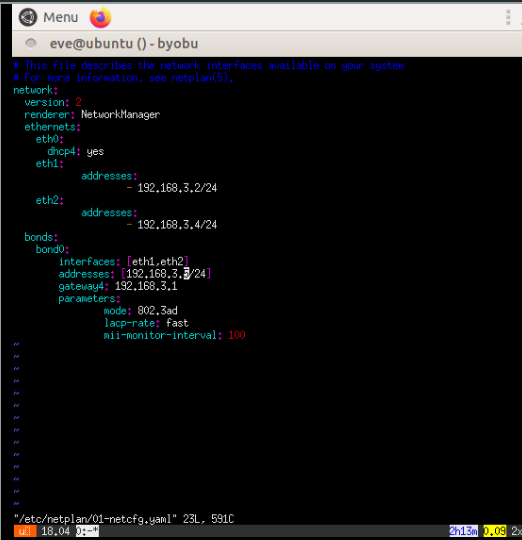 Menu
eve@ubuntu () - byobu
# This file describes the network interfaces available on your system
# For more information, see netplan(5).
network:
  version: 2
  renderer: NetworkManager
  ethernets:
    eth0:
      dhcp4: yes
    eth1:
            addresses:
                    - 192.168.3.2/24
    eth2:
            addresses:
                    - 192.168.3.4/24
  bonds:
    bond0:
        interfaces: [eth1,eth2]
        addresses: [192.168.3.5/24]
        gateway4: 192.168.3.1
        parameters:
                mode: 802.3ad
                lacp-rate: fast
                mii-monitor-interval: 100
~
~
~
~
~
~
~
~
~
~
~
~
~
~
"/etc/netplan/01-netcfg.yaml" 23L, 591C
18.04 0:-* 2h13m 0.09 2x